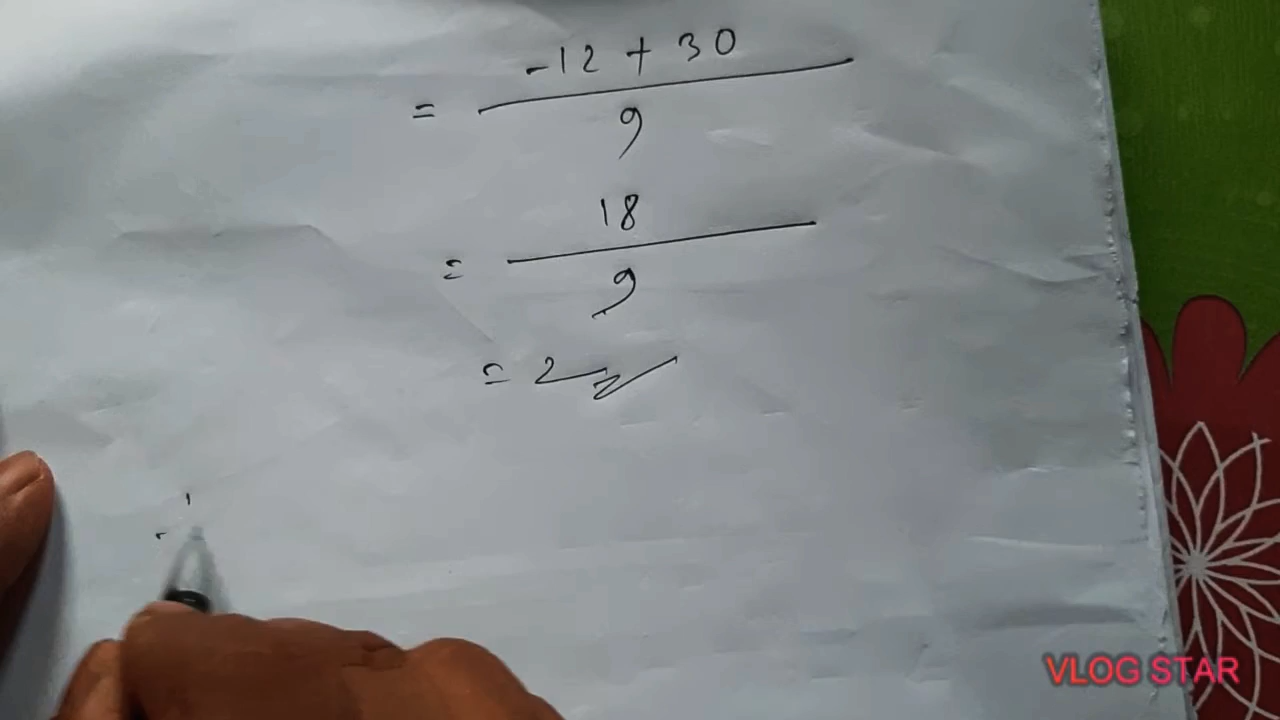 = -12 + 30 / 9
= 18 / 9
= 2
VLOG STAR